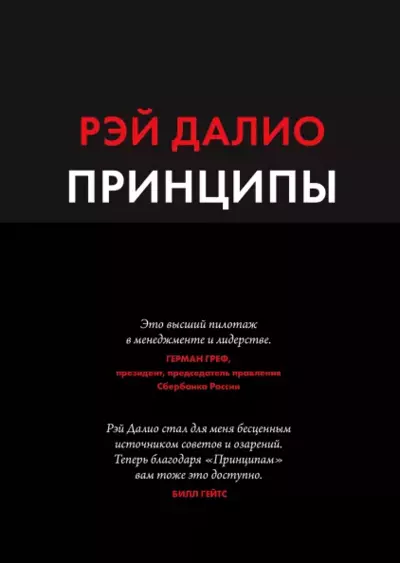 РЭЙ ДАЛИО
ПРИНЦИПЫ
Это высший пилотаж
в менеджменте и лидерстве.
ГЕРМАН ГРЕФ,
президент, председатель правления
Сбербанка России
Рэй Далио стал для меня бесценным
источником советов и озарений.
Теперь благодаря «Принципам»
вам тоже это доступно.
БИЛЛ ГЕЙТС